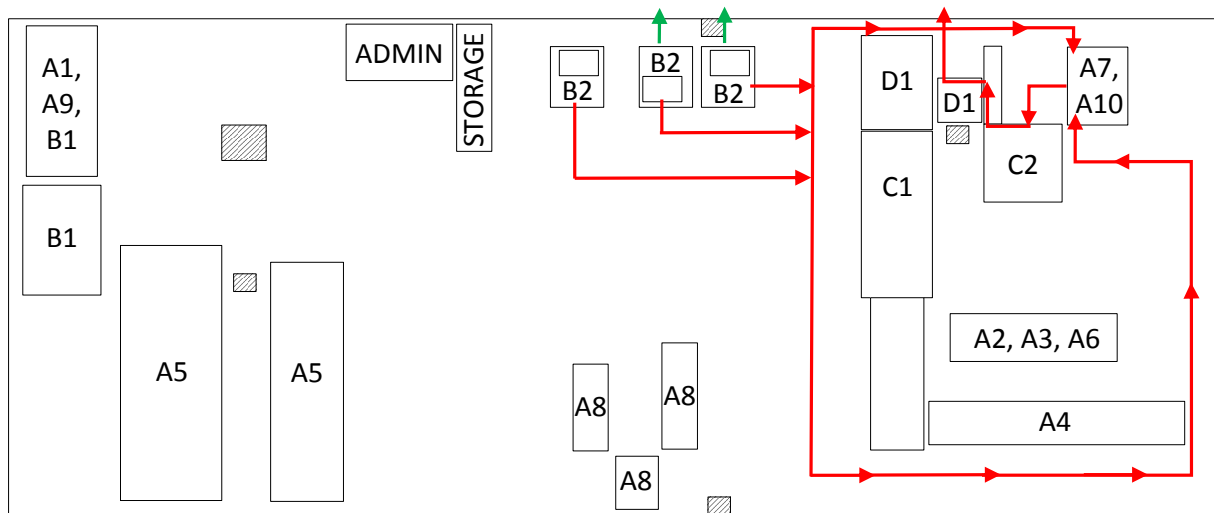 A1,
A9,
B1
ADMIN
STORAGE
B2
B2
B2
D1
D1
A7,
A10
B1
C1
C2
A5
A5
A8
A8
A8
A2, A3, A6
A4